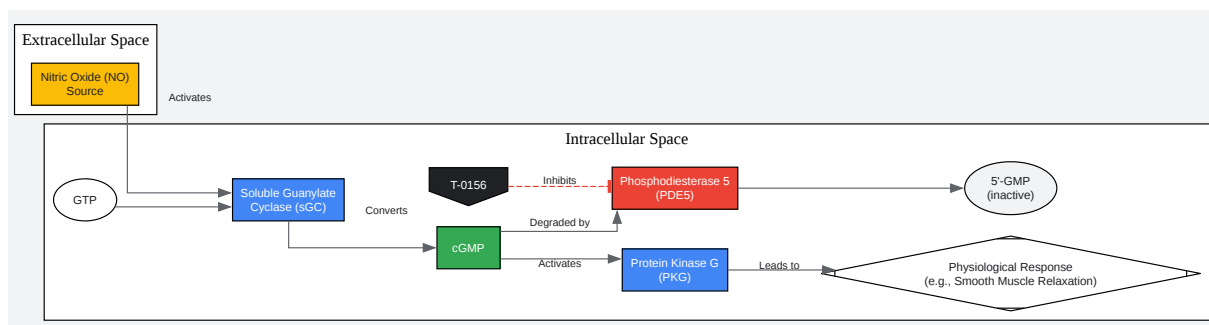 Extracellular Space
Nitric Oxide (NO)
Source
Activates
Intracellular Space
GTP
Soluble Guanylate
Cyclase (sGC)
Converts
T-0156
Inhibits
Phosphodiesterase 5
(PDE5)
5'-GMP
(inactive)
cGMP
Degraded by
Activates
Protein Kinase G
(PKG)
Leads to
Physiological Response
(e.g., Smooth Muscle Relaxation)